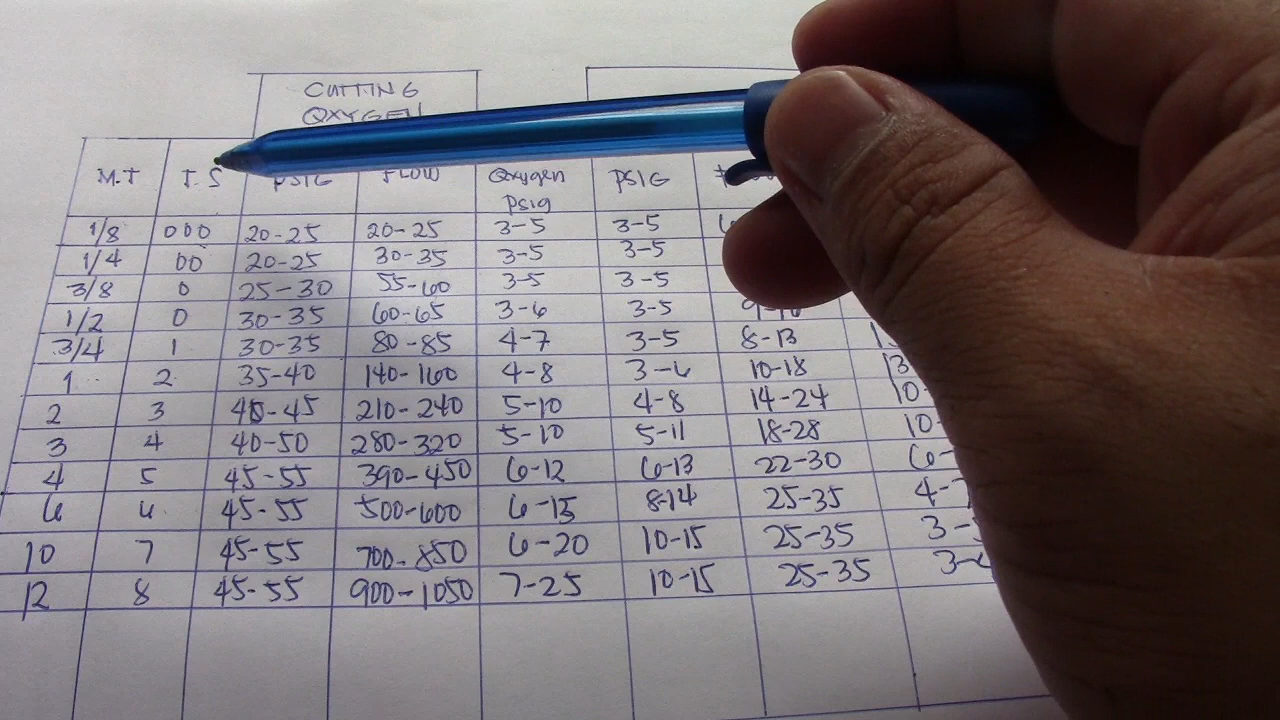 CUTTING
OXYGEN
M.T T.S PSIG FLOW Oxygen PSIG
Psig
1/8 000 20-25 20-25 3-5 3-5
1/4 00 20-25 30-35 3-5 3-5
3/8 0 25-30 55-60 3-5 3-5
1/2 0 30-35 60-65 3-6 3-5
3/4 1 30-35 80-85 4-7 3-5 8-13
1 2 35-40 140-160 4-8 3-6 10-18
2 3 40-45 210-240 5-10 4-8 14-24
3 4 40-50 280-320 5-10 5-11 18-28
4 5 45-55 390-450 6-12 6-13 22-30
6 6 45-55 500-600 6-15 8-14 25-35
10 7 45-55 700-850 6-20 10-15 25-35
12 8 45-55 900-1050 7-25 10-15 25-35